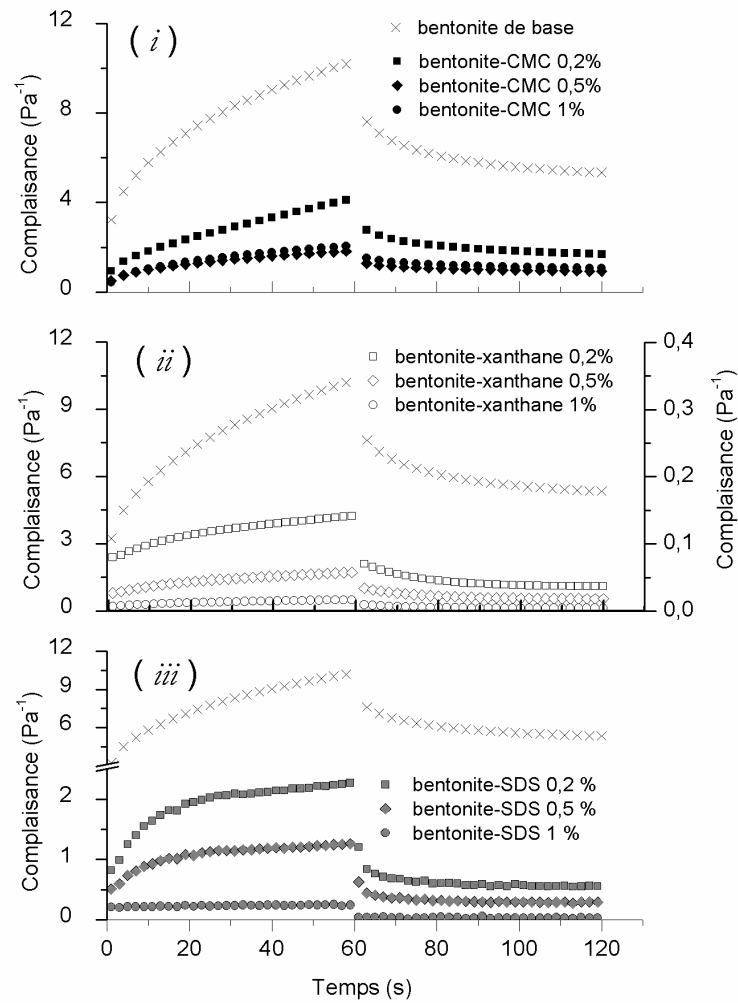 ( i )
× bentonite de base
■ bentonite-CMC 0,2%
◆ bentonite-CMC 0,5%
● bentonite-CMC 1%
Complaisance (Pa⁻¹)
12
8
4
0
( ii )
□ bentonite-xanthane 0,2%
◇ bentonite-xanthane 0,5%
○ bentonite-xanthane 1%
Complaisance (Pa⁻¹)
12
9
6
3
0
0,4
0,3
0,2
0,1
0,0
Complaisance (Pa⁻¹)
( iii )
bentonite-SDS 0,2 %
bentonite-SDS 0,5 %
bentonite-SDS 1 %
Complaisance (Pa⁻¹)
12
9
6
2
1
0
0 20 40 60 80 100 120
Temps (s)